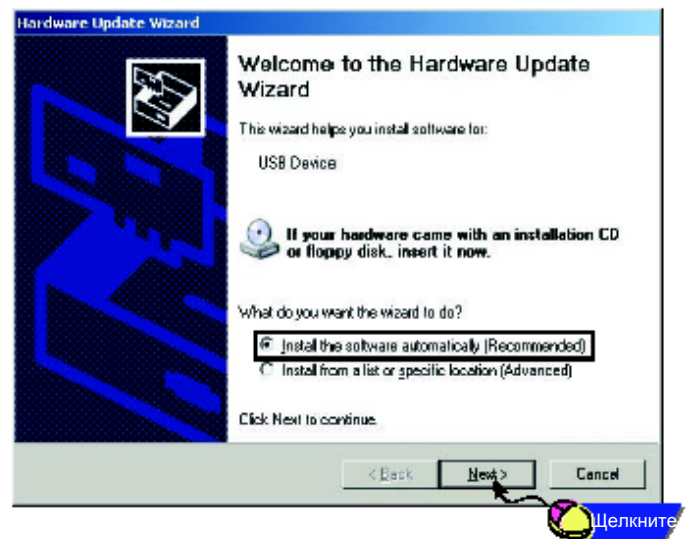 Hardware Update Wizard
Welcome to the Hardware Update
Wizard
This wizard helps you install software for:
USB Device
If your hardware came with an installation CD
or floppy disk, insert it now.
What do you want the wizard to do?
Install the software automatically (Recommended)
Install from a list or specific location (Advanced)
Click Next to continue.
< Back
Next >
Cancel
Щелкните